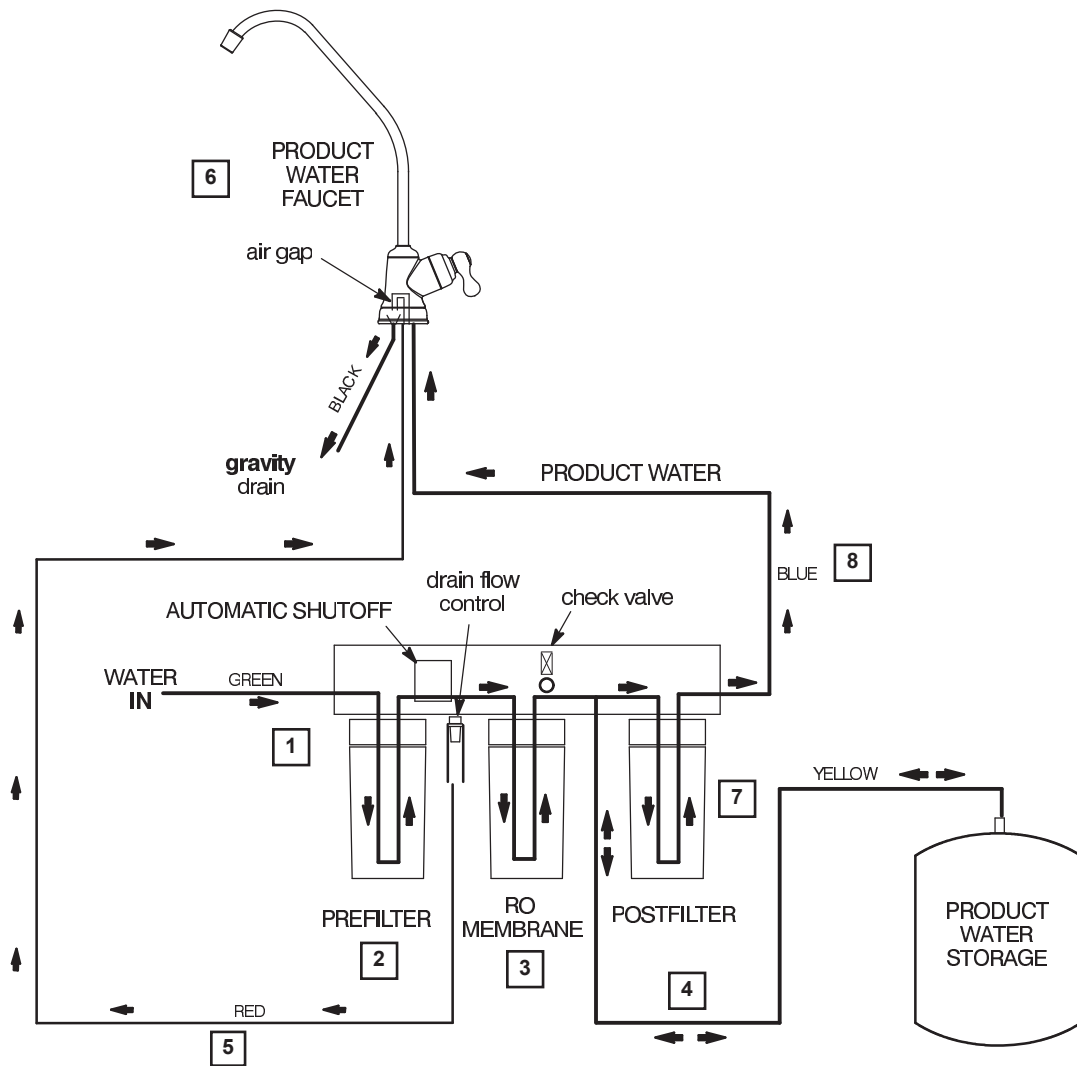 6
PRODUCT
WATER
FAUCET
air gap
BLACK
gravity
drain
PRODUCT WATER
8
BLUE
drain flow
control
check valve
AUTOMATIC SHUTOFF
WATER
IN
GREEN
1
7
YELLOW
PREFILTER
2
RO
MEMBRANE
3
POSTFILTER
4
PRODUCT
WATER
STORAGE
RED
5